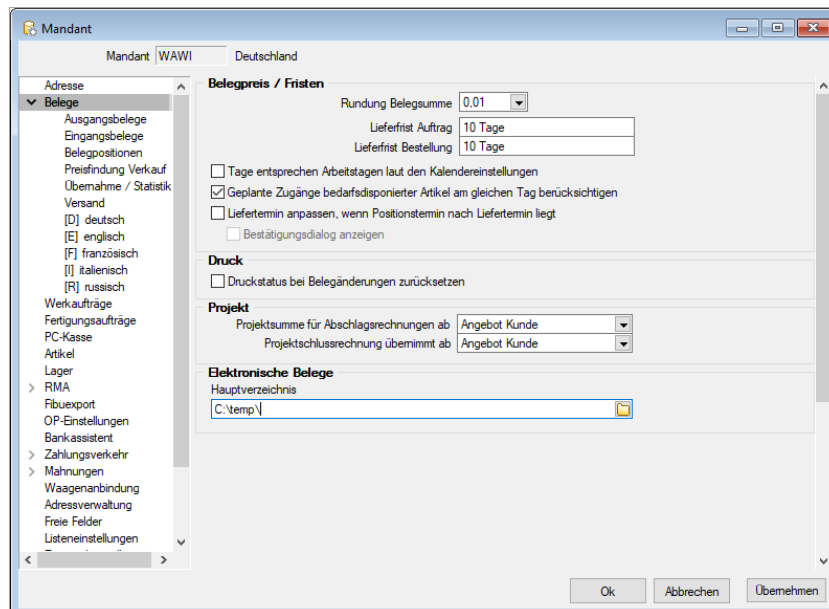 Mandant
Mandant WAWI Deutschland
Adresse
Belege
Ausgangsbelege
Eingangsbelege
Belegpositionen
Preisfindung Verkauf
Übernahme / Statistik
Versand
[D] deutsch
[E] englisch
[F] französisch
[I] italienisch
[R] russisch
Werkaufträge
Fertigungsaufträge
PC-Kasse
Artikel
Lager
RMA
Fibuexport
OP-Einstellungen
Bankassistent
Zahlungsverkehr
Mahnungen
Waagenanbindung
Adressverwaltung
Freie Felder
Listeneinstellungen
Belegpreis / Fristen
Rundung Belegsumme 0,01
Lieferfrist Auftrag 10 Tage
Lieferfrist Bestellung 10 Tage
Tage entsprechen Arbeitstagen laut den Kalendereinstellungen
Geplante Zugänge bedarfsdisponierter Artikel am gleichen Tag berücksichtigen
Liefertermin anpassen, wenn Positionstermin nach Liefertermin liegt
Bestätigungsdialog anzeigen
Druck
Druckstatus bei Belegänderungen zurücksetzen
Projekt
Projektsumme für Abschlagsrechnungen ab Angebot Kunde
Projektschlussrechnung übernimmt ab Angebot Kunde
Elektronische Belege
Hauptverzeichnis
C:\temp\
Ok Abbrechen Übernehmen